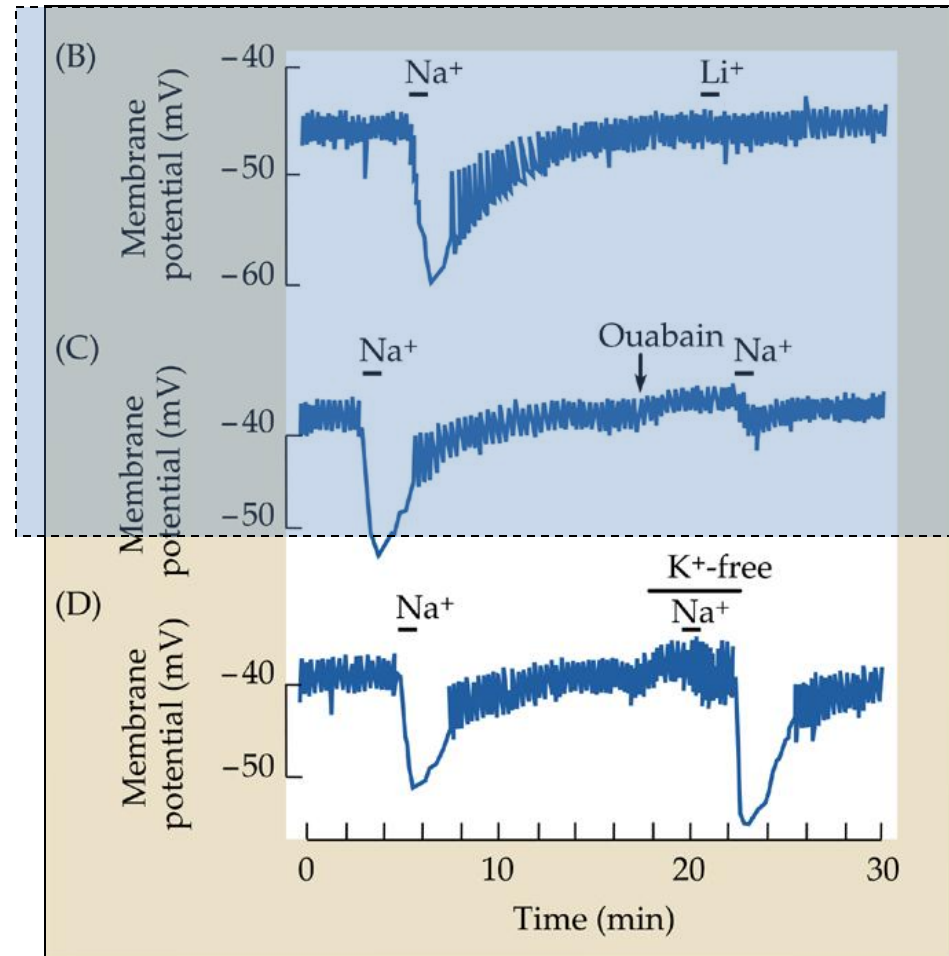 (B)
Membrane
potential (mV)
−40
−50
−60
Na⁺
Li⁺
(C)
Membrane
potential (mV)
−40
−50
Na⁺
Ouabain
Na⁺
(D)
Membrane
potential (mV)
−40
−50
Na⁺
K⁺-free
Na⁺
0 10 20 30
Time (min)